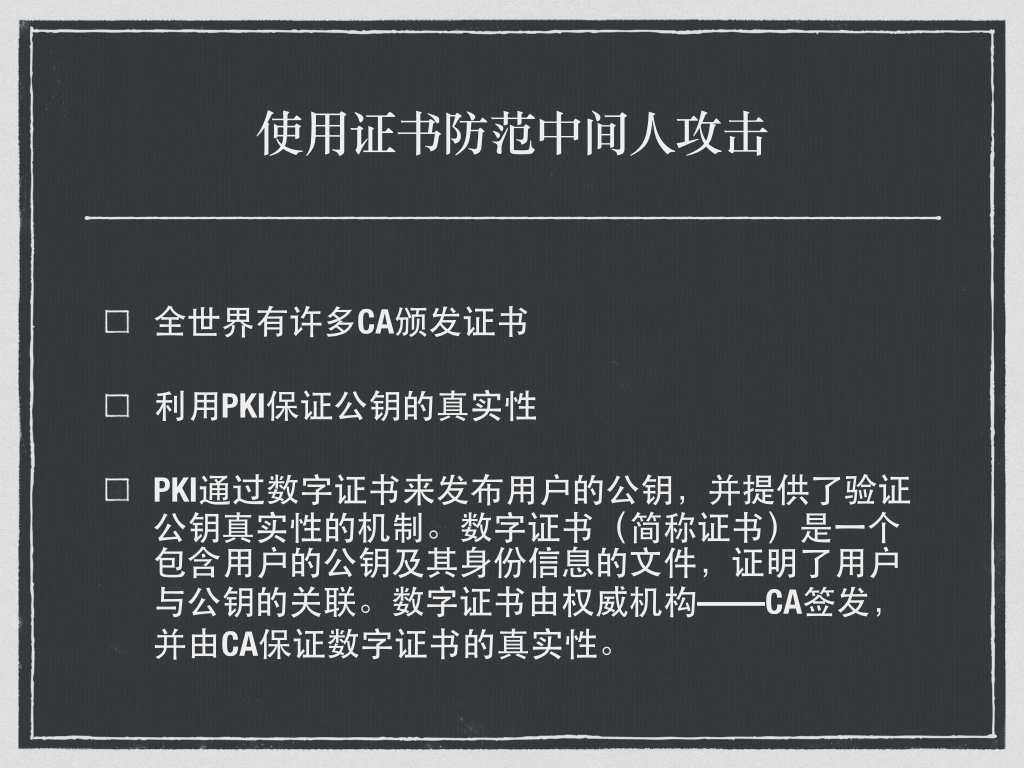 使用证书防范中间人攻击
全世界有许多CA颁发证书
利用PKI保证公钥的真实性
PKI通过数字证书来发布用户的公钥，并提供了验证
公钥真实性的机制。数字证书（简称证书）是一个
包含用户的公钥及其身份信息的文件，证明了用户
与公钥的关联。数字证书由权威机构——CA签发，
并由CA保证数字证书的真实性。